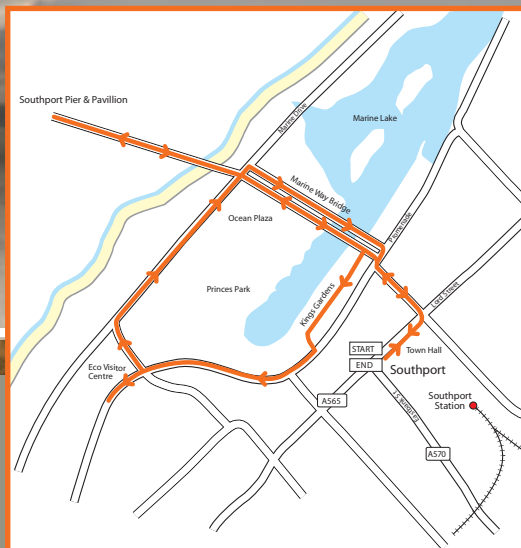 Southport Pier & Pavillion
Marine Drive
Marine Lake
Marine Way Bridge
Ocean Plaza
Promenade
Princes Park
Kings Gardens
Lord Street
START
Town Hall
END
Southport
Eco Visitor
Centre
A565
Eastbank St
Southport
Station
A570